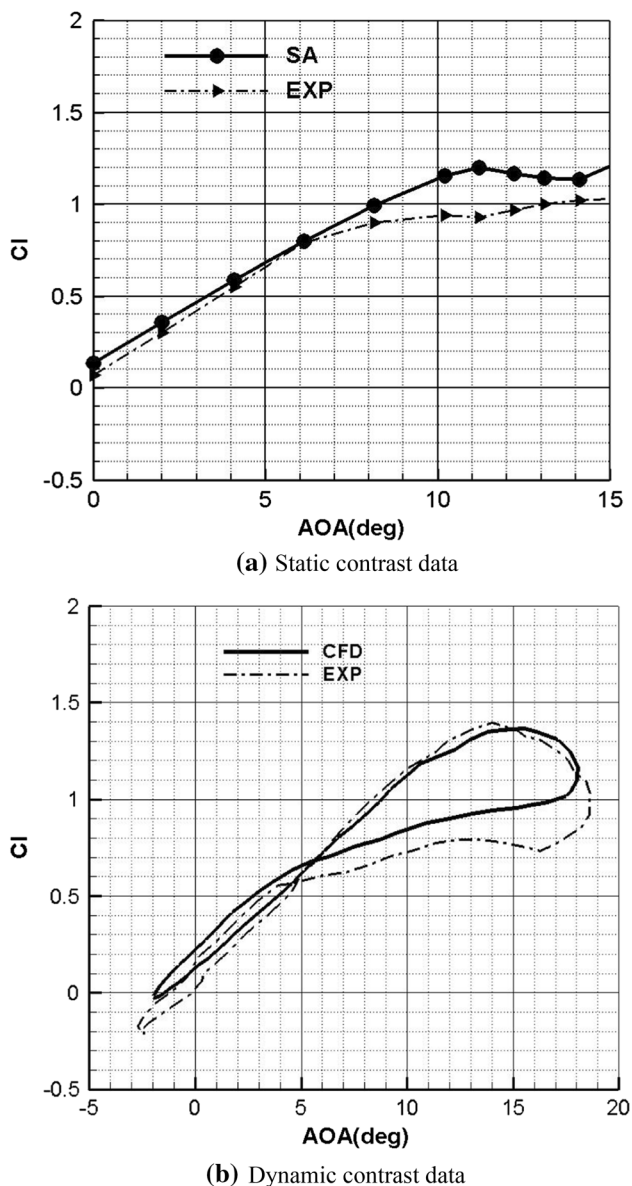 2
1.5
1
0.5
0
-0.5
Cl
SA
EXP
0
5
10
15
AOA(deg)
(a) Static contrast data
2
1.5
1
0.5
0
-0.5
Cl
CFD
EXP
-5
0
5
10
15
20
AOA(deg)
(b) Dynamic contrast data